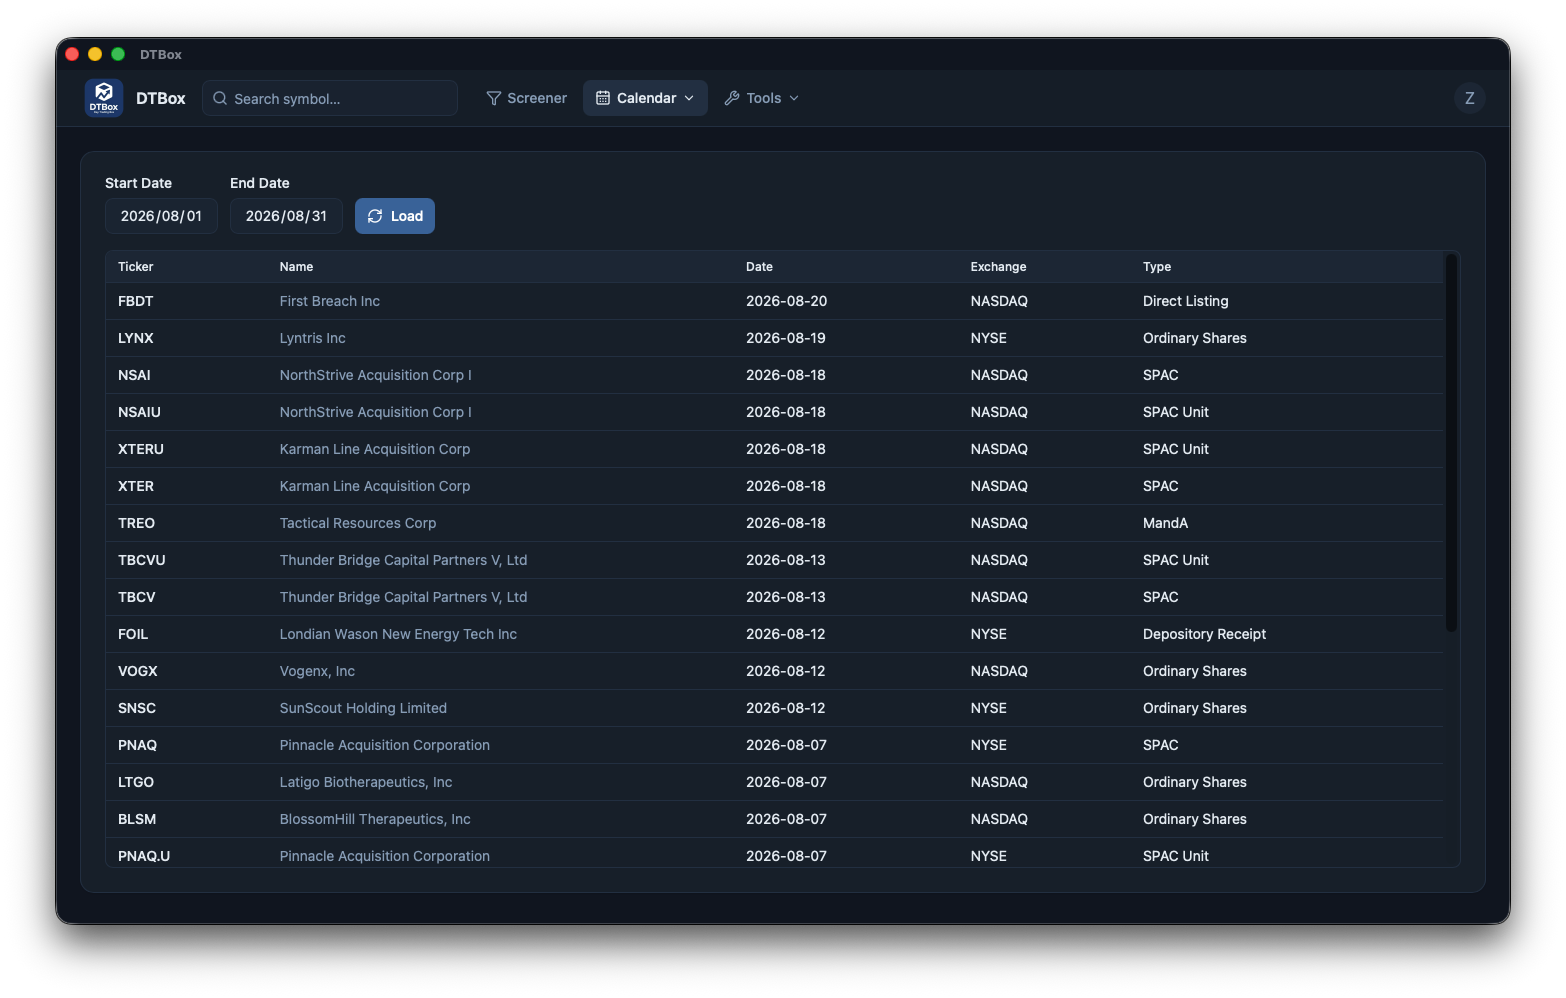 DTBox
DTBox
DTBox
Search symbol...
Screener
Calendar
Tools
Z
Start Date End Date
2026/08/01 2026/08/31 Load
Ticker Name Date Exchange Type
FBDT First Breach Inc 2026-08-20 NASDAQ Direct Listing
LYNX Lyntris Inc 2026-08-19 NYSE Ordinary Shares
NSAI NorthStrive Acquisition Corp I 2026-08-18 NASDAQ SPAC
NSAIU NorthStrive Acquisition Corp I 2026-08-18 NASDAQ SPAC Unit
XTERU Karman Line Acquisition Corp 2026-08-18 NASDAQ SPAC Unit
XTER Karman Line Acquisition Corp 2026-08-18 NASDAQ SPAC
TREO Tactical Resources Corp 2026-08-18 NASDAQ MandA
TBCVU Thunder Bridge Capital Partners V, Ltd 2026-08-13 NASDAQ SPAC Unit
TBCV Thunder Bridge Capital Partners V, Ltd 2026-08-13 NASDAQ SPAC
FOIL Londian Wason New Energy Tech Inc 2026-08-12 NYSE Depository Receipt
VOGX Vogenx, Inc 2026-08-12 NASDAQ Ordinary Shares
SNSC SunScout Holding Limited 2026-08-12 NYSE Ordinary Shares
PNAQ Pinnacle Acquisition Corporation 2026-08-07 NYSE SPAC
LTGO Latigo Biotherapeutics, Inc 2026-08-07 NASDAQ Ordinary Shares
BLSM BlossomHill Therapeutics, Inc 2026-08-07 NASDAQ Ordinary Shares
PNAQ.U Pinnacle Acquisition Corporation 2026-08-07 NYSE SPAC Unit